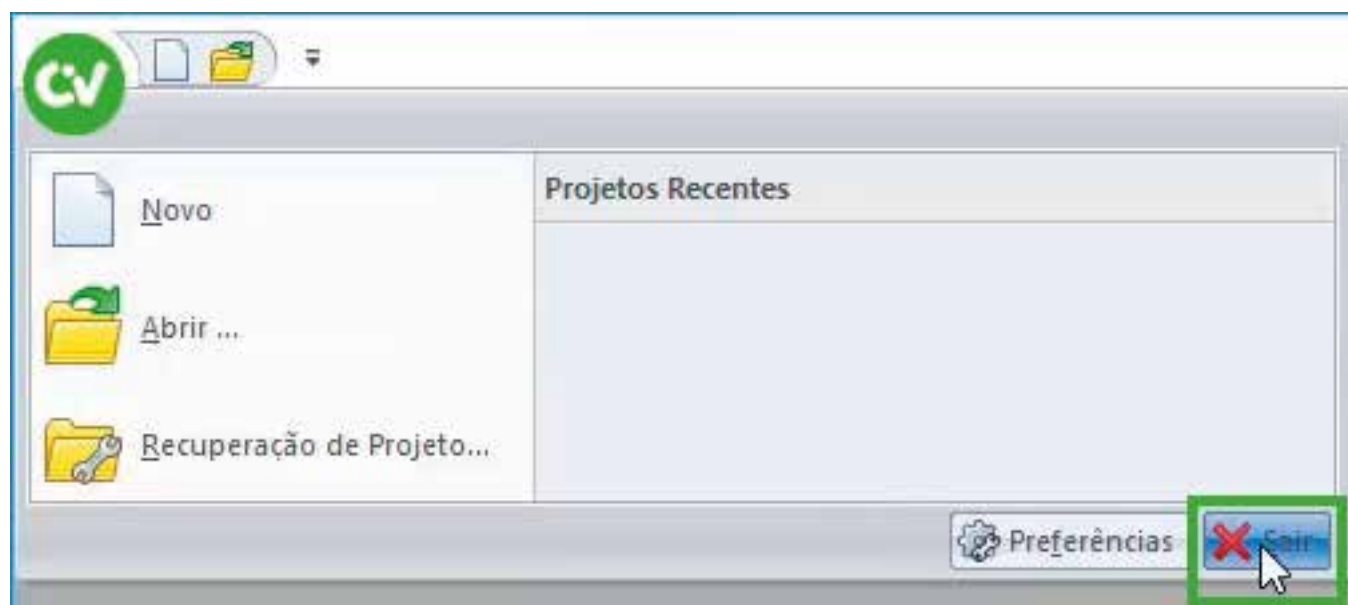 CV
Novo
Projetos Recentes
Abrir ...
Recuperação de Projeto...
Preferências
Sair